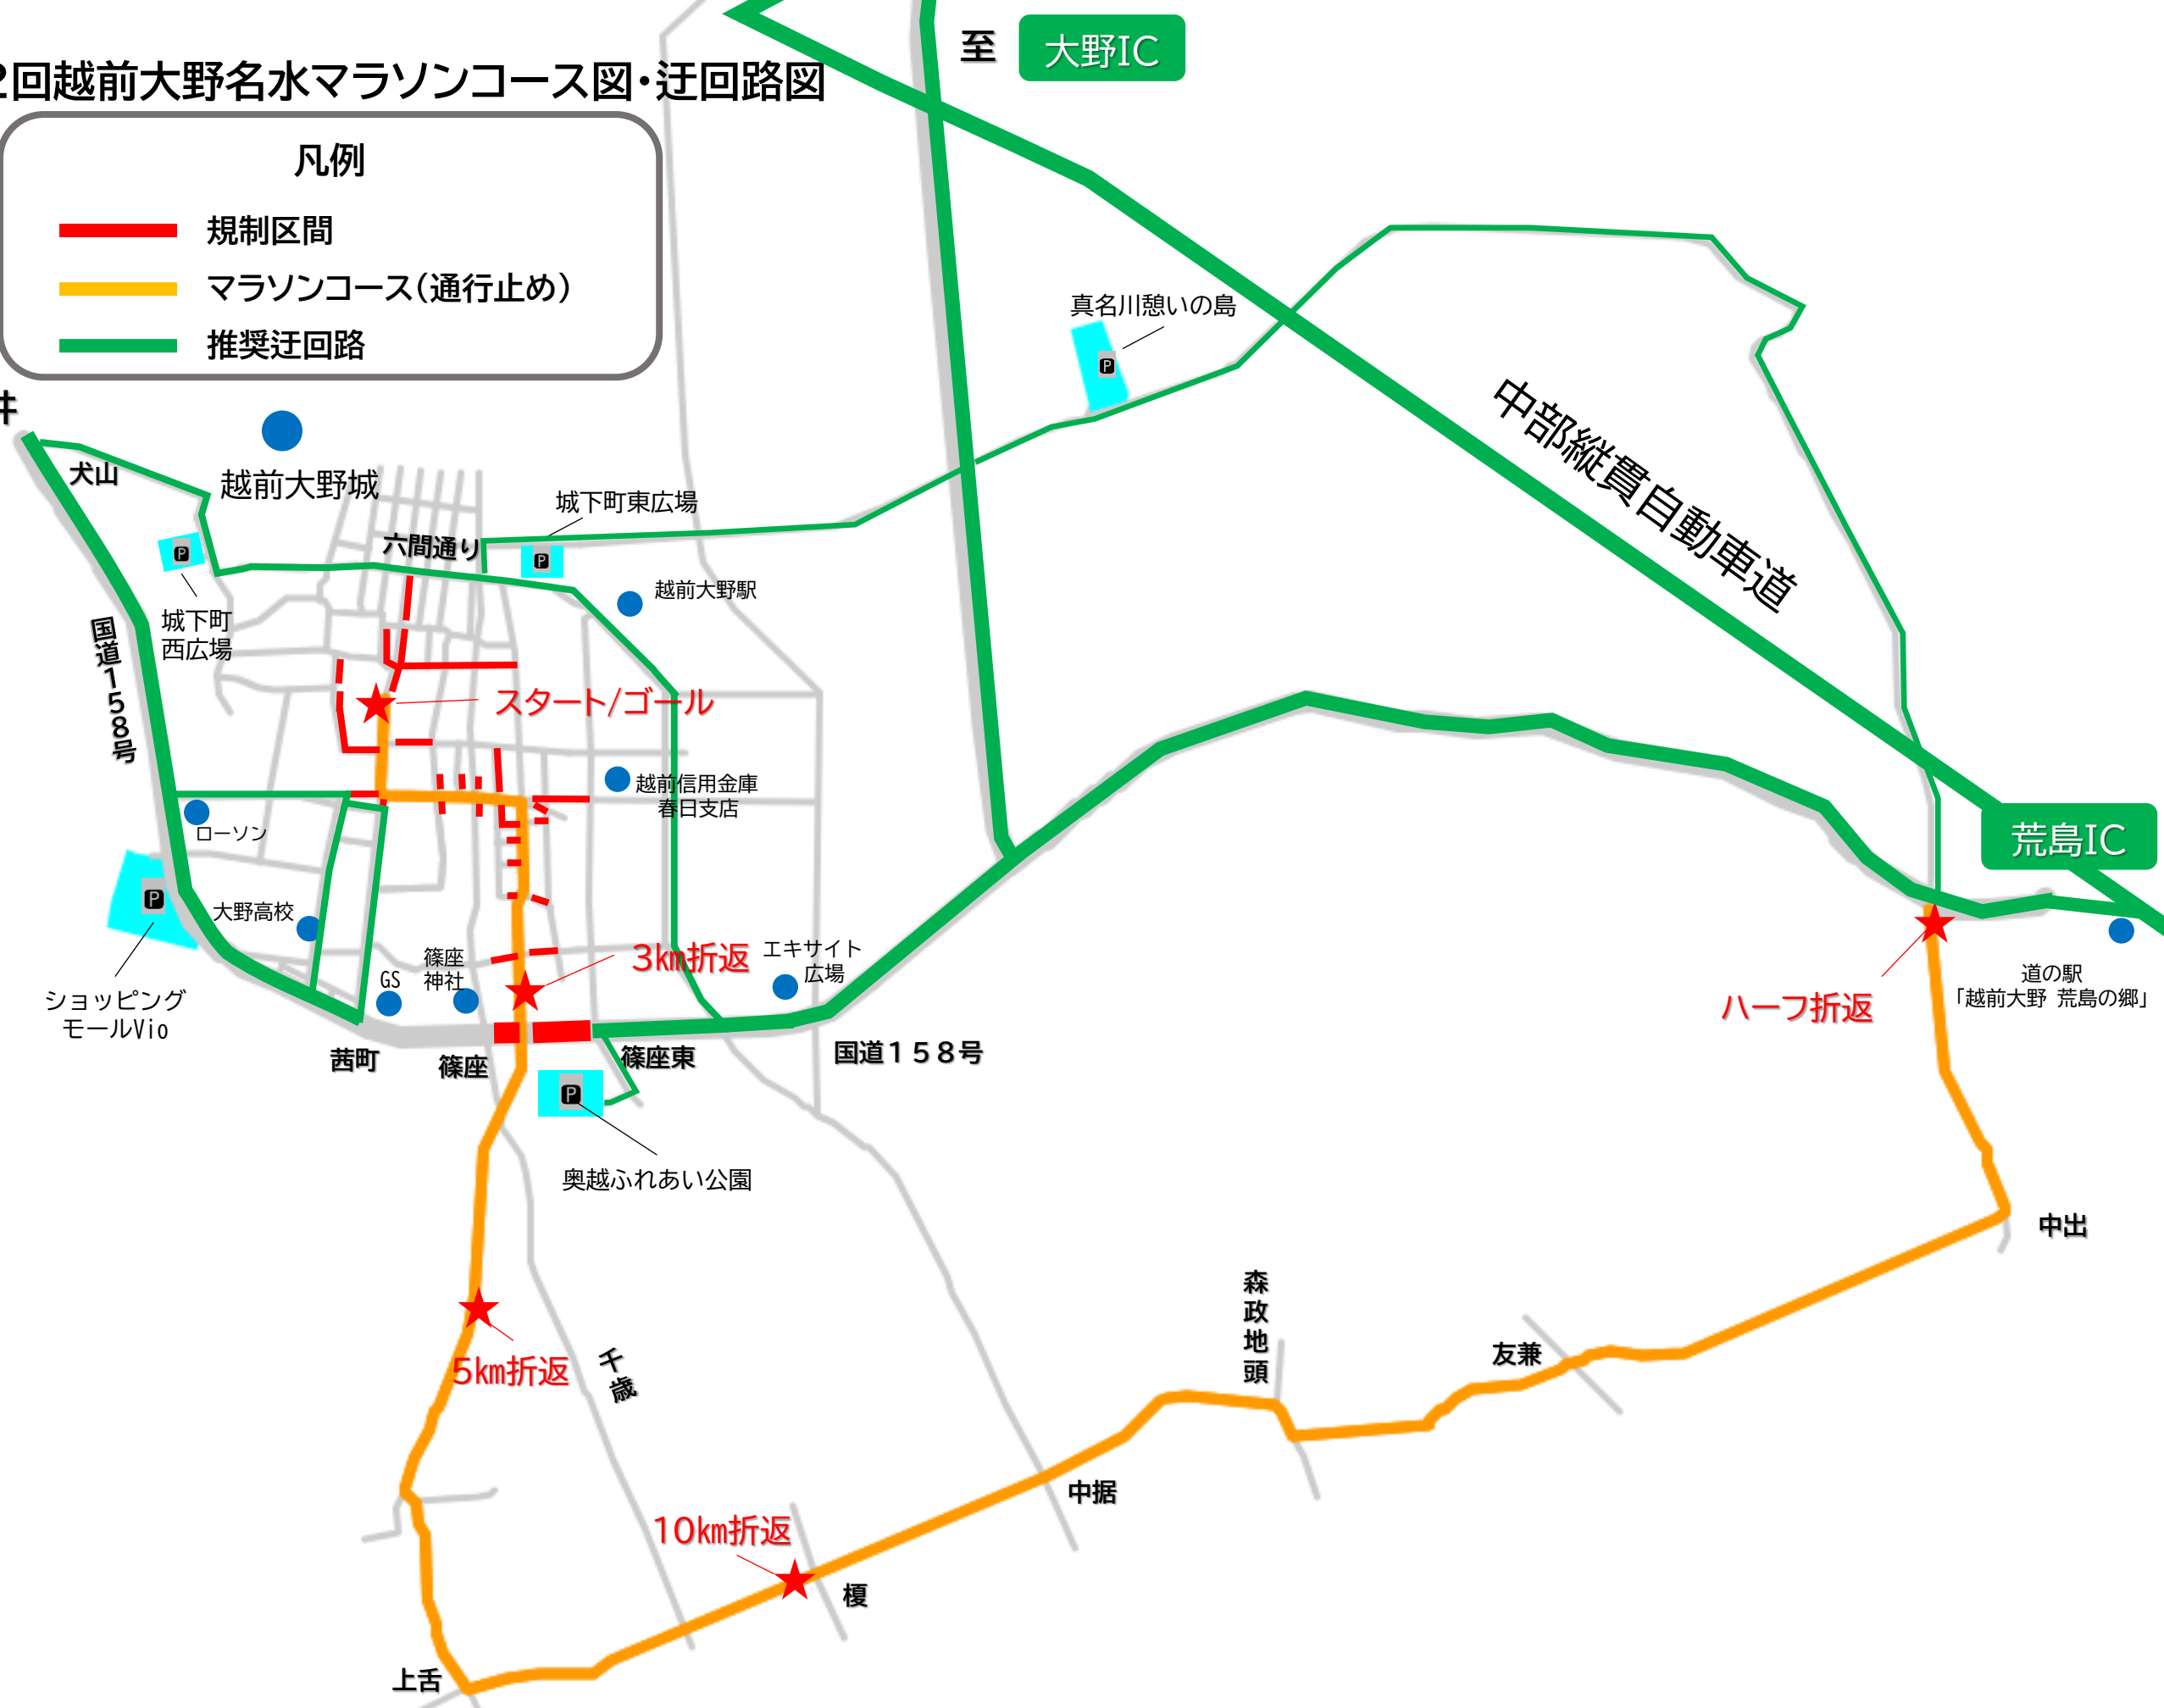 至
大野IC
2回越前大野名水マラソンコース図・迂回路図
凡例
規制区間
マラソンコース(通行止め)
推奨迂回路
真名川憩いの島
井
犬山
越前大野城
城下町東広場
六間通り
中部縦貫自動車道
越前大野駅
P
P
P
城下町
西広場
国道158号
スタート/ゴール
越前信用金庫
春日支店
ローソン
荒島IC
P
大野高校
篠座
神社
GS
3㎞折返
エキサイト
広場
ショッピング
モールVio
茜町
篠座
篠座東
国道158号
ハーフ折返
道の駅
「越前大野 荒島の郷」
P
奥越ふれあい公園
中出
森政地頭
友兼
5㎞折返
千歳
中据
10㎞折返
榎
上舌